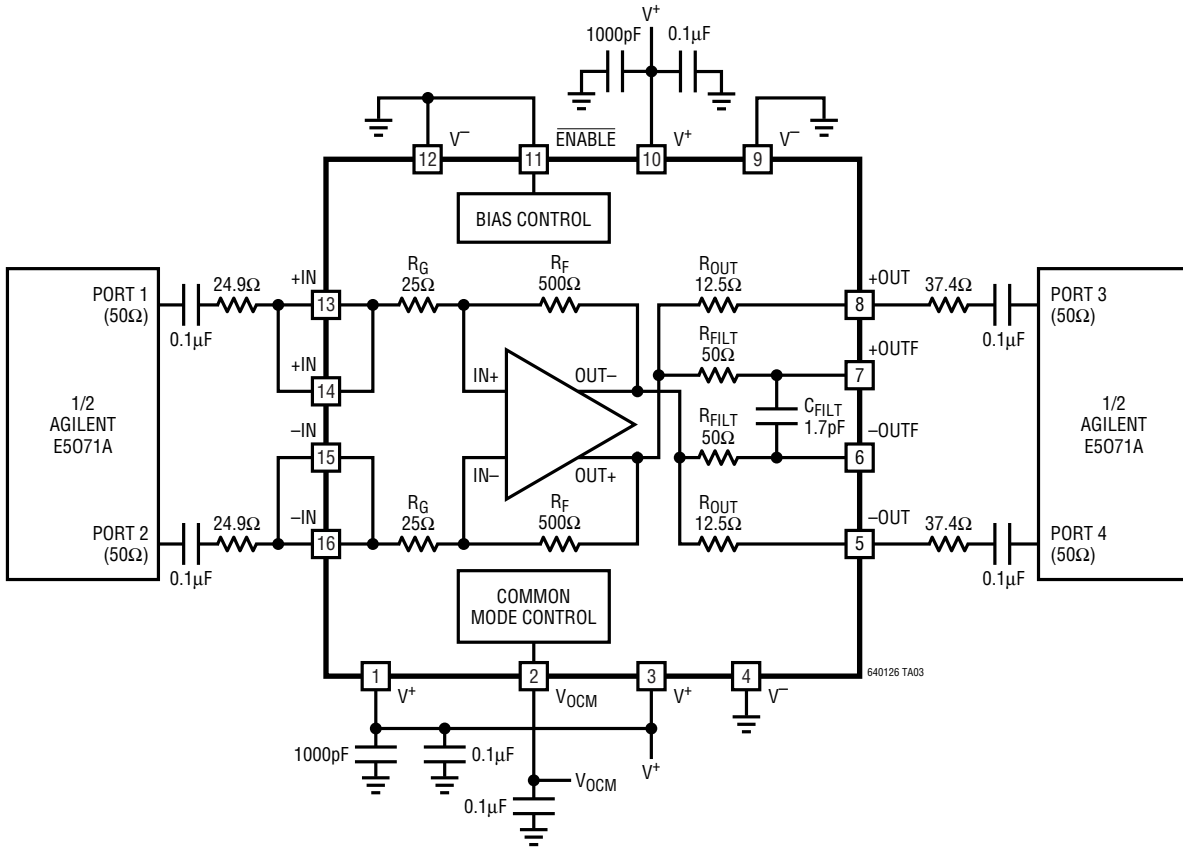 V+
1000pF
0.1µF
V–
ENABLE
V+
V–
12
11
10
9
BIAS CONTROL
1/2
AGILENT
E5O71A
PORT 1
(50Ω)
0.1µF
24.9Ω
+IN
13
+IN
14
–IN
15
–IN
16
PORT 2
(50Ω)
0.1µF
24.9Ω
RG
25Ω
RF
500Ω
IN+
OUT–
IN–
OUT+
RG
25Ω
RF
500Ω
ROUT
12.5Ω
RFILT
50Ω
CFILT
1.7pF
RFILT
50Ω
ROUT
12.5Ω
+OUT
8
+OUTF
7
–OUTF
6
–OUT
5
37.4Ω
0.1µF
37.4Ω
0.1µF
PORT 3
(50Ω)
1/2
AGILENT
E5O71A
PORT 4
(50Ω)
COMMON
MODE CONTROL
640126 TA03
1
2
3
4
V+
VOCM
V+
V–
1000pF
0.1µF
V+
VOCM
0.1µF